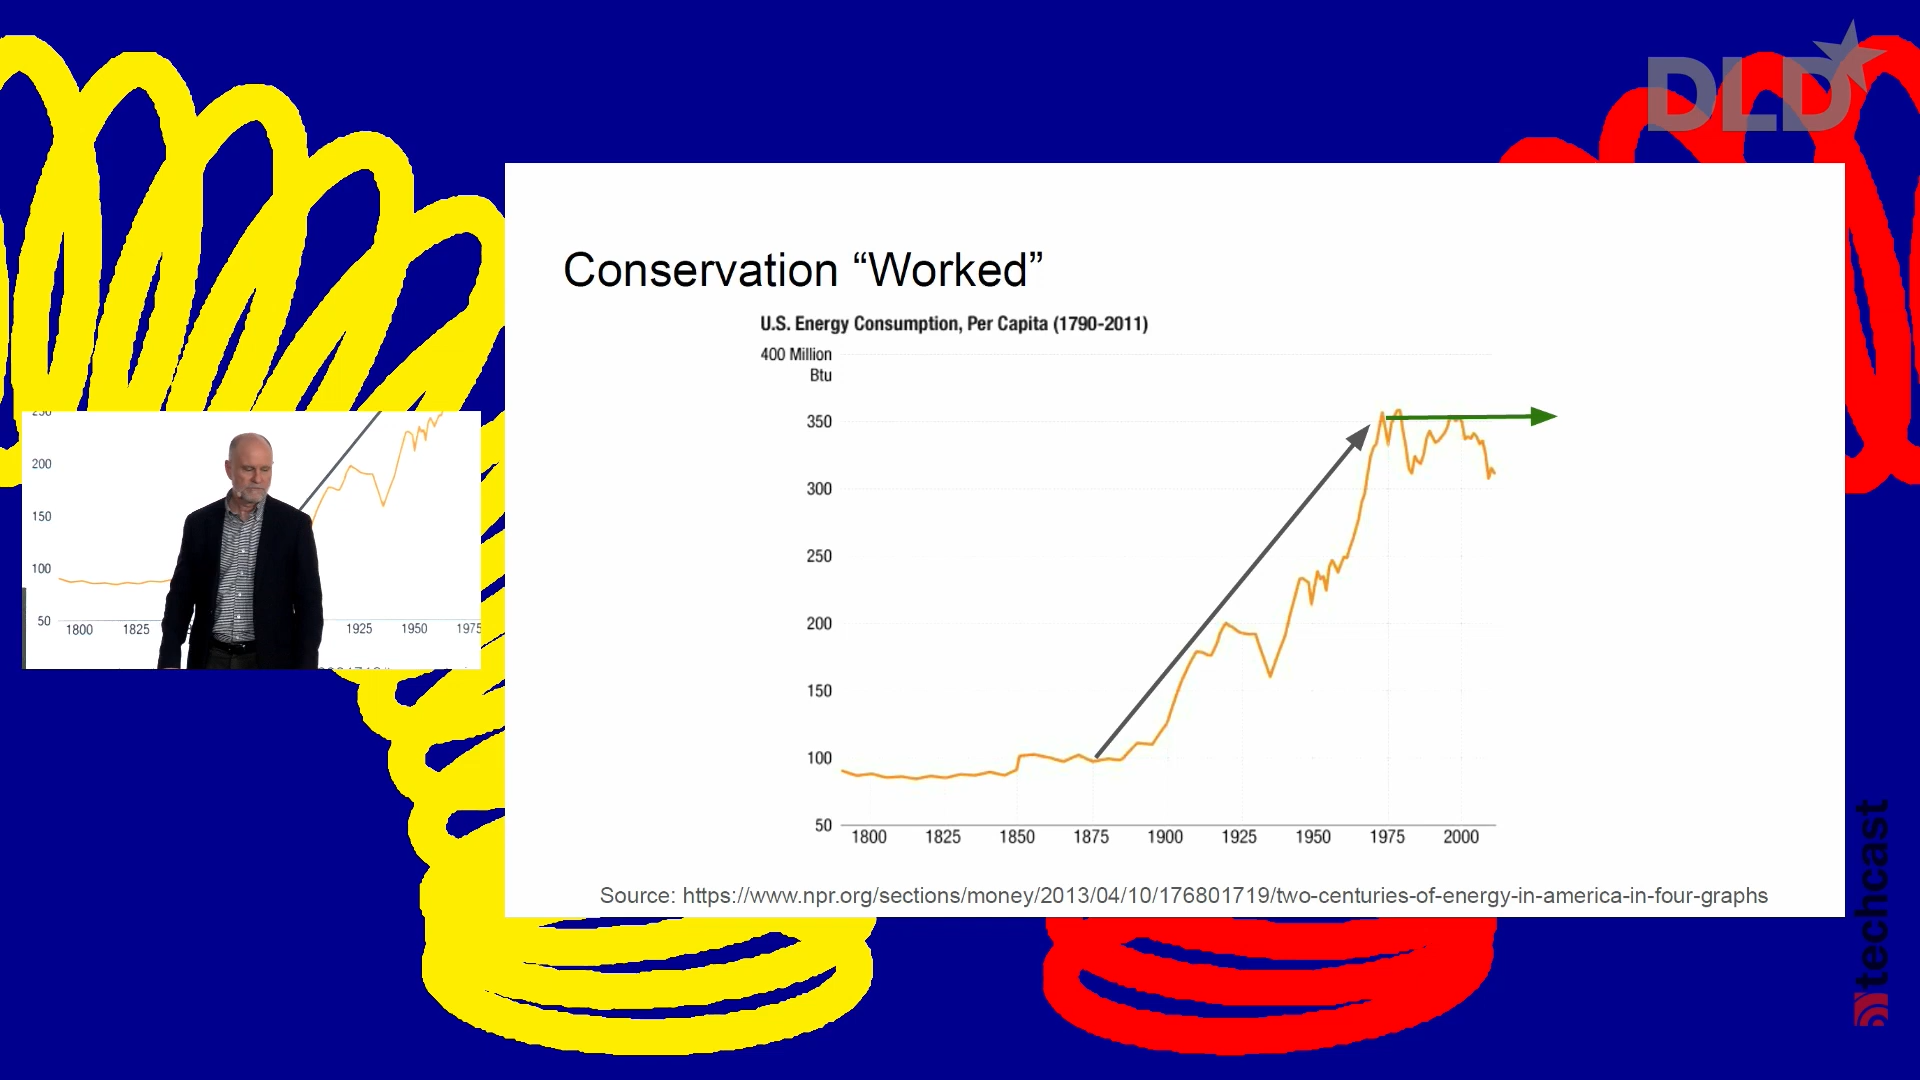 DLD
Conservation “Worked”
U.S. Energy Consumption, Per Capita (1790-2011)
400 Million
Btu
350
300
250
200
150
100
50
1800 1825 1850 1875 1900 1925 1950 1975 2000
Source: https://www.npr.org/sections/money/2013/04/10/176801719/two-centuries-of-energy-in-america-in-four-graphs
250
200
150
100
50
1800 1825 1925 1950 1975
techcast